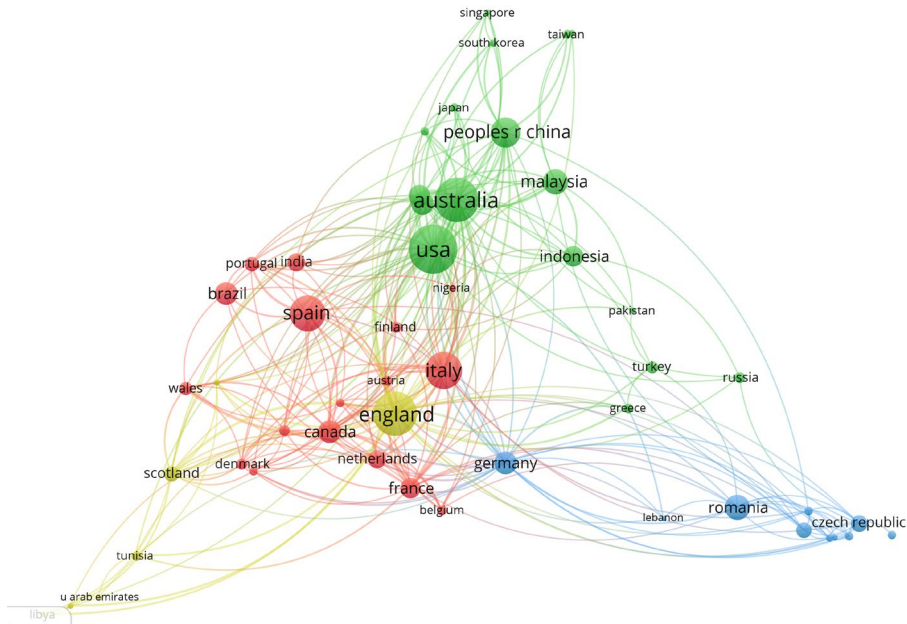 singapore
south korea
taiwan
japan
peoples r china
malaysia
australia
usa
indonesia
portugal
india
brazil
nigeria
spain
finland
pakistan
italy
turkey
russia
austria
wales
england
greece
canada
netherlands
denmark
germany
scotland
france
belgium
romania
lebanon
czech republic
tunisia
u arab emirates
libya